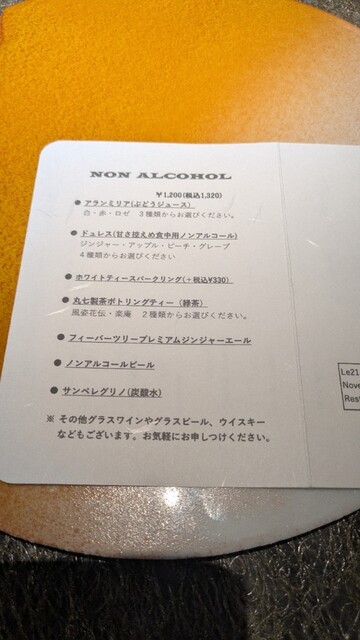 NON ALCOHOL
￥1,200(税込1,320)
● アランミリア(ぶどうジュース)
白・赤・ロゼ 3種類からお選びください。
● ドュレス(甘さ控えめ食中用ノンアルコール)
ジンジャー・アップル・ピーチ・グレープ
4種類からお選びください
● ホワイトティースパークリング(＋税込¥330)
● 丸七製茶ボトリングティー（緑茶）
風姿花伝・楽庵 2種類からお選びください。
● フィーバーツリープレミアムジンジャーエール
● ノンアルコールビール
● サンペレグリノ(炭酸水)
※ その他グラスワインやグラスビール、ウイスキー
などもございます。お気軽にお申しつけください。
Le21
Nove
Rest